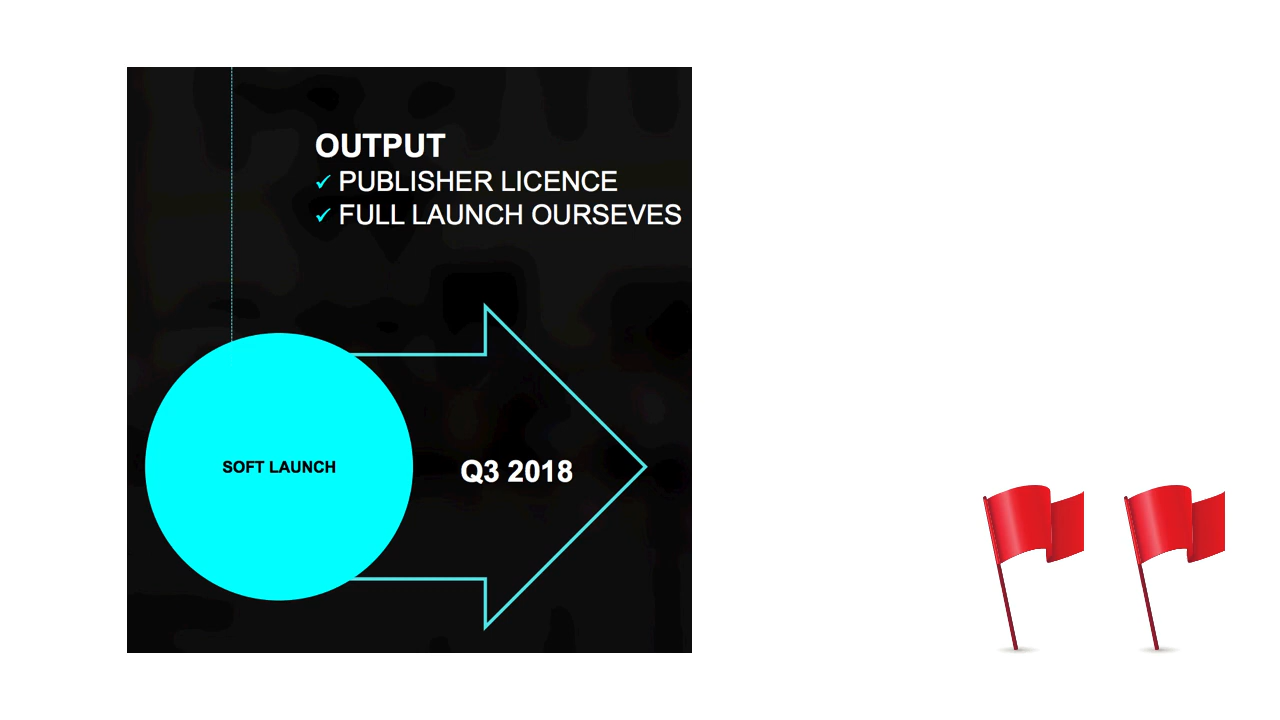 OUTPUT
✓ PUBLISHER LICENCE
✓ FULL LAUNCH OURSEVES
SOFT LAUNCH
Q3 2018